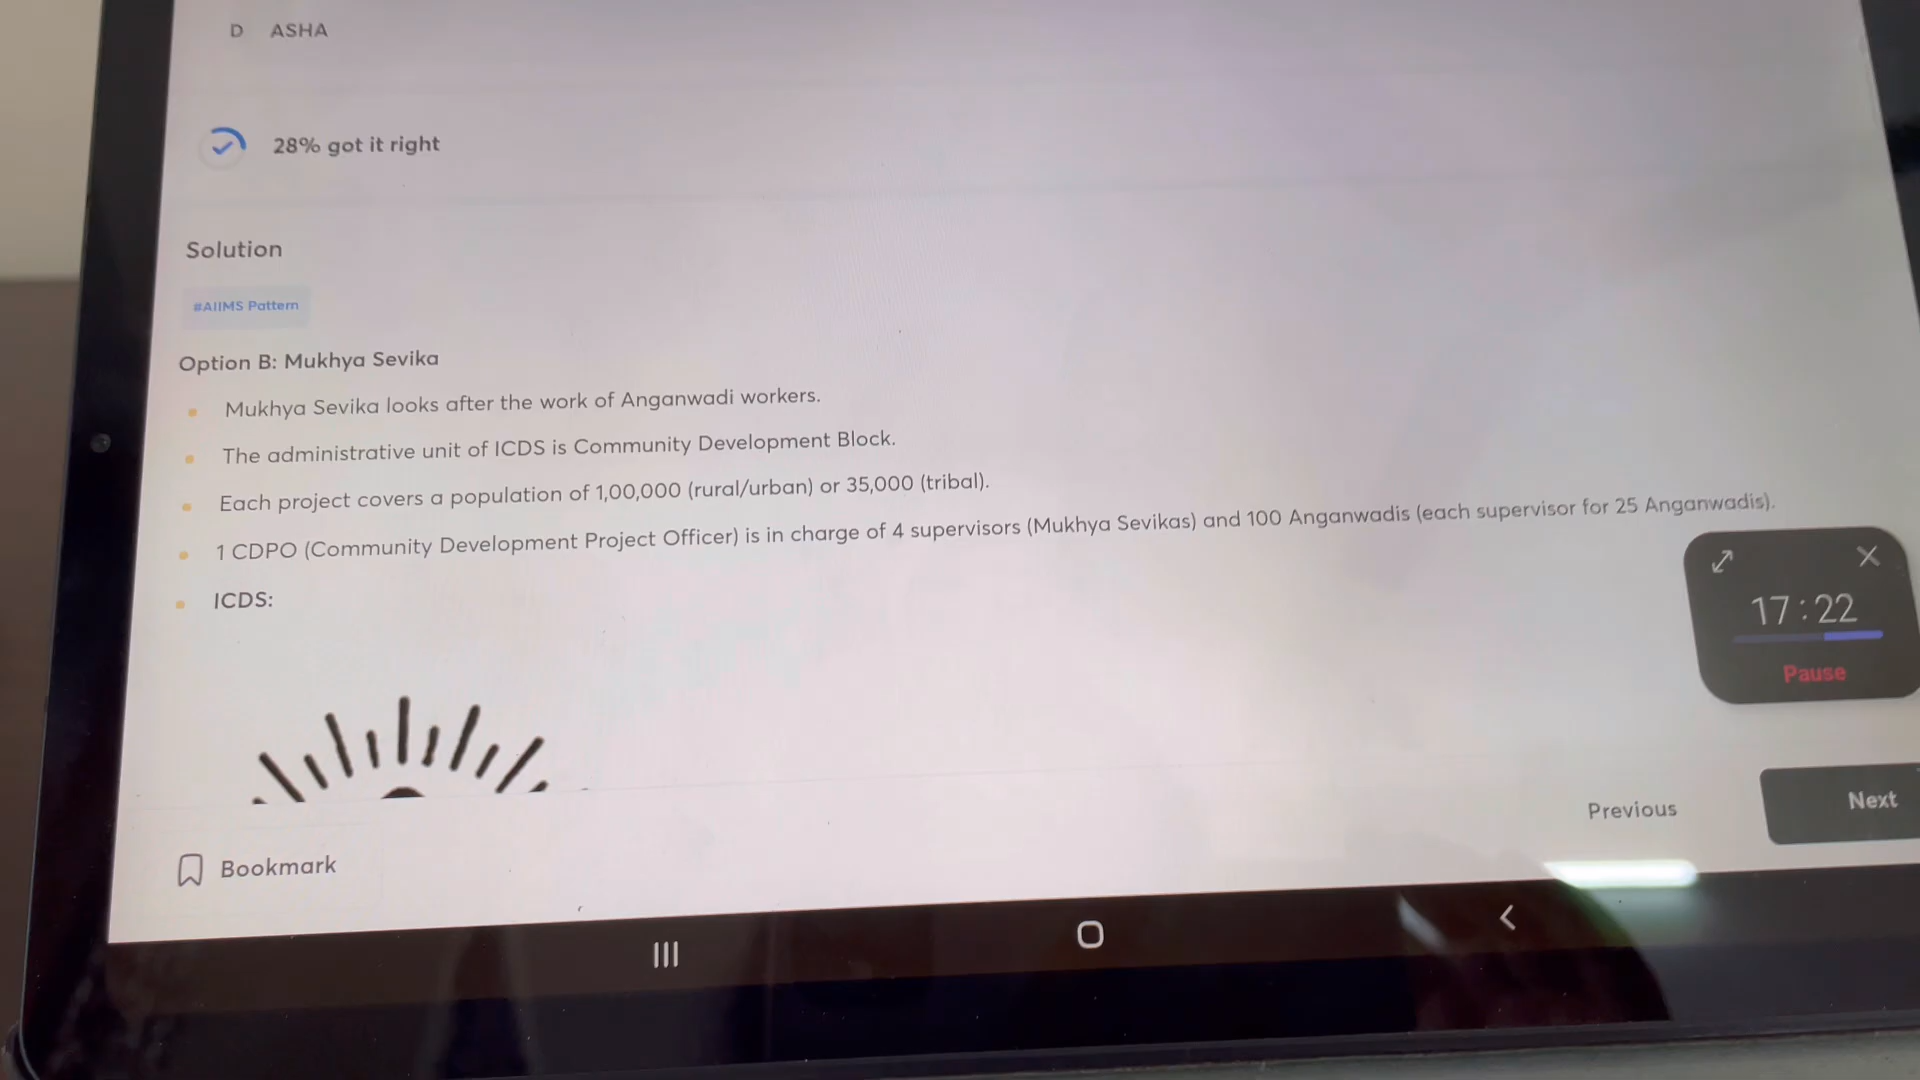 D ASHA
28% got it right
Solution
#AIIMS Pattern
Option B: Mukhya Sevika
Mukhya Sevika looks after the work of Anganwadi workers.
The administrative unit of ICDS is Community Development Block.
Each project covers a population of 1,00,000 (rural/urban) or 35,000 (tribal).
1 CDPO (Community Development Project Officer) is in charge of 4 supervisors (Mukhya Sevikas) and 100 Anganwadis (each supervisor for 25 Anganwadis).
ICDS:
17:22
Pause
Previous
Next
Bookmark